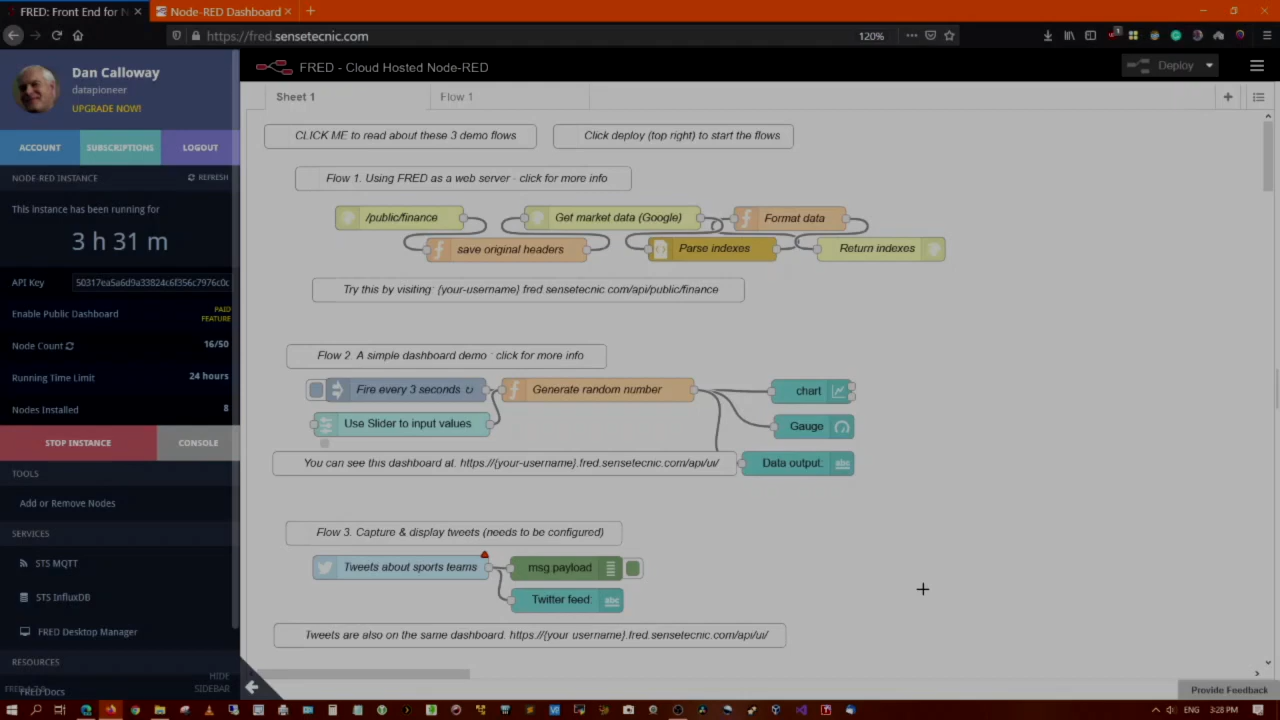 FRED: Front End for N
Node-RED Dashboard
https://fred.sensetecnic.com
120%
Dan Calloway
datapioneer
UPGRADE NOW!
ACCOUNT
SUBSCRIPTIONS
LOGOUT
NODE-RED INSTANCE
REFRESH
This instance has been running for
3 h 31 m
API Key
50317ea5a6d9a33824c6f356c7976c0c
Enable Public Dashboard
PAID
FEATURE
Node Count
16/50
Running Time Limit
24 hours
Nodes Installed
8
STOP INSTANCE
CONSOLE
TOOLS
Add or Remove Nodes
SERVICES
STS MQTT
STS InfluxDB
FRED Desktop Manager
RESOURCES
HIDE
SIDEBAR
FRED Docs
FRED - Cloud Hosted Node-RED
Deploy
Sheet 1
Flow 1
CLICK ME to read about these 3 demo flows
Click deploy (top right) to start the flows
Flow 1. Using FRED as a web server - click for more info
/public/finance
Get market data (Google)
Format data
save original headers
Parse indexes
Return indexes
Try this by visiting: {your-username} fred.sensetecnic.com/api/public/finance
Flow 2 A simple dashboard demo - click for more info
Fire every 3 seconds ↻
Generate random number
chart
Use Slider to input values
Gauge
You can see this dashboard at. https://{your-username}.fred.sensetecnic.com/api/ui/
Data output:
Flow 3. Capture & display tweets (needs to be configured)
Tweets about sports teams
msg payload
Twitter feed:
Tweets are also on the same dashboard. https://{your username}.fred.sensetecnic.com/api/ui/
Provide Feedback
ENG
3:28 PM